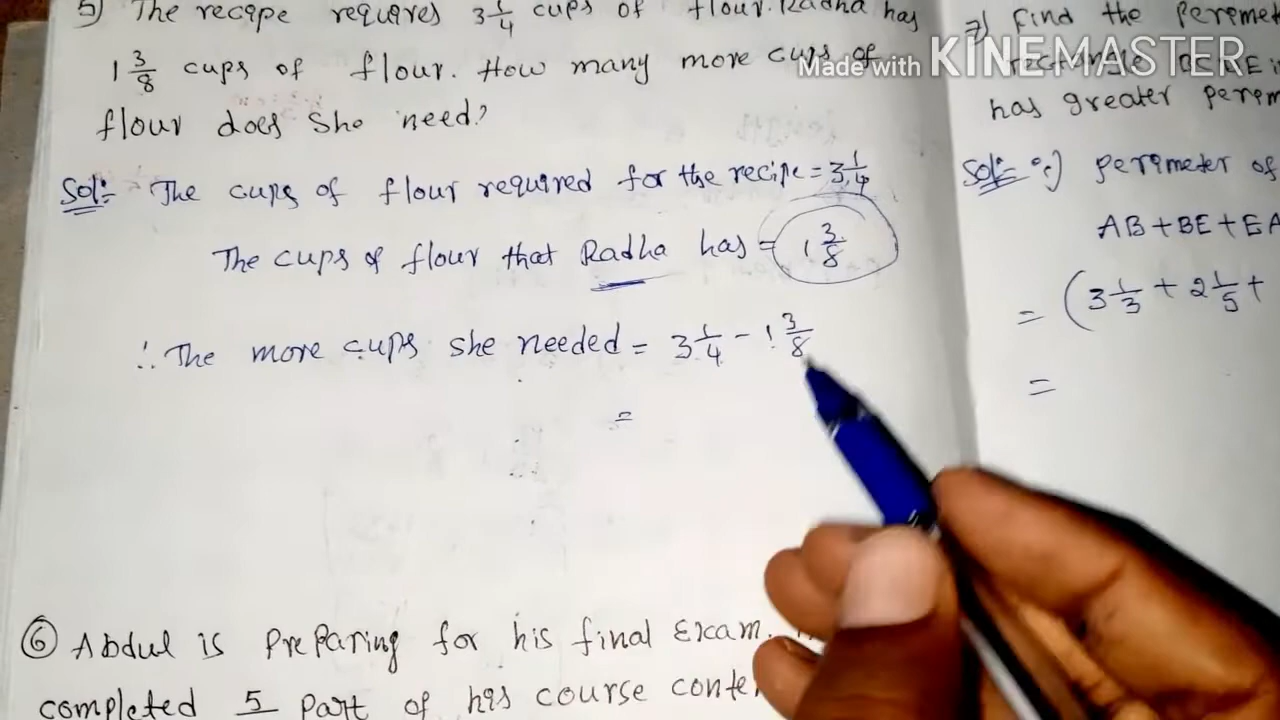 5) The recipe requires 3 1/4 cups of flour. Radha has
1 3/8 cups of flour. How many more cups of
flour does She need?
Sol:- The cups of flour required for the recipe = 3 1/4
The cups of flour that Radha has = 1 3/8
∴ The more cups she needed = 3 1/4 - 1 3/8
=
⑥ Abdul is preparing for his final Exam.
completed 5 part of his course conte
7) Find the perimet
rectangle BCRE
has greater perim
Sol:- i) perimeter of
AB + BE + EA
= (3 1/3 + 2 1/5 +
=
Made with KINEMASTER